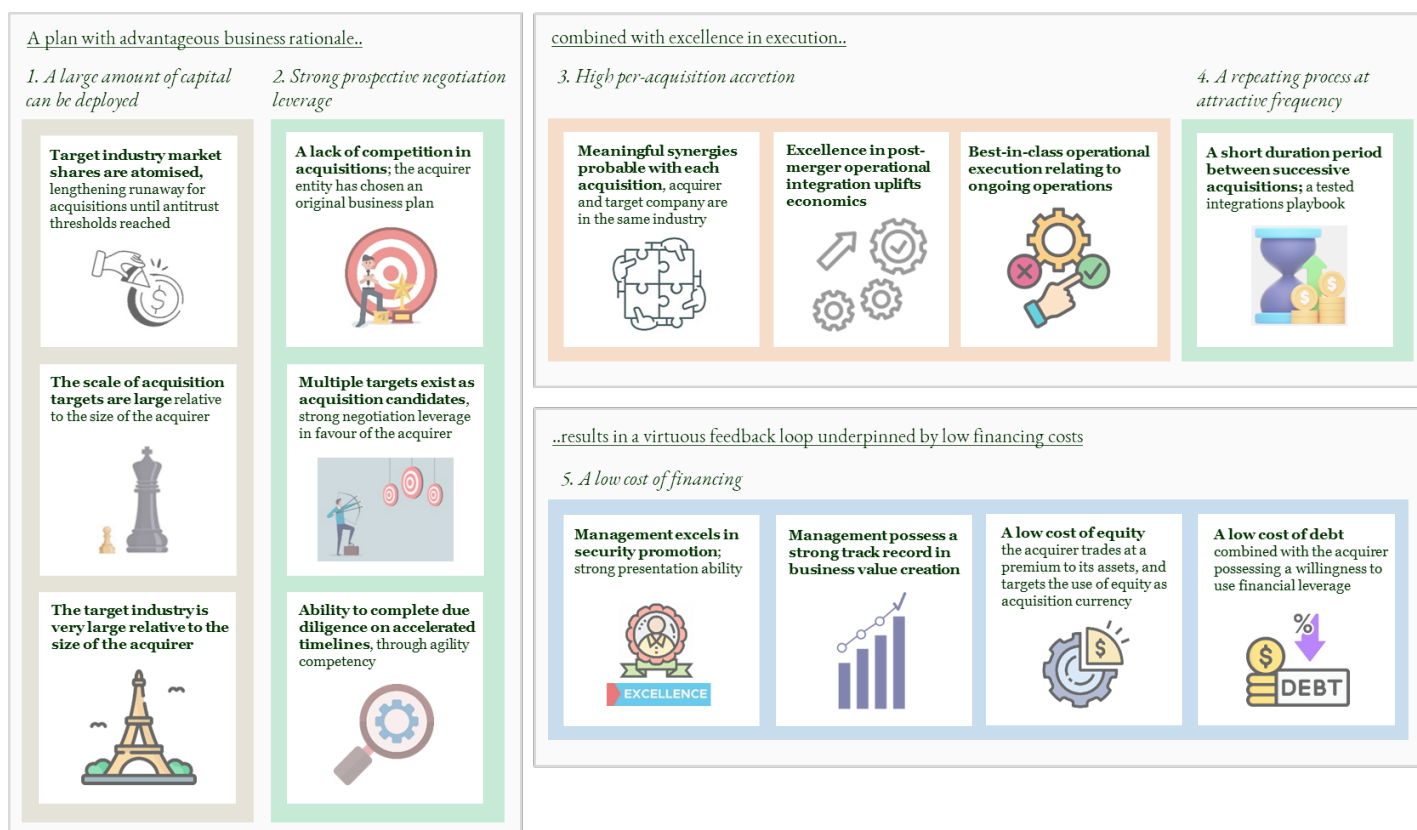 A plan with advantageous business rationale..
1. A large amount of capital
can be deployed
Target industry market
shares are atomised,
lengthening runaway for
acquisitions until antitrust
thresholds reached
$
The scale of acquisition
targets are large relative
to the size of the acquirer
The target industry is
very large relative to the
size of the acquirer
2. Strong prospective negotiation
leverage
A lack of competition in
acquisitions; the acquirer
entity has chosen an
original business plan
Multiple targets exist as
acquisition candidates,
strong negotiation leverage
in favour of the acquirer
Ability to complete due
diligence on accelerated
timelines, through agility
competency
combined with excellence in execution..
3. High per-acquisition accretion
Meaningful synergies
probable with each
acquisition, acquirer
and target company are
in the same industry
Excellence in post-
merger operational
integration uplifts
economics
Best-in-class operational
execution relating to
ongoing operations
4. A repeating process at
attractive frequency
A short duration period
between successive
acquisitions; a tested
integrations playbook
$
$
..results in a virtuous feedback loop underpinned by low financing costs
5. A low cost of financing
Management excels in
security promotion;
strong presentation ability
EXCELLENCE
Management possess a
strong track record in
business value creation
A low cost of equity
the acquirer trades at a
premium to its assets, and
targets the use of equity as
acquisition currency
$
A low cost of debt
combined with the acquirer
possessing a willingness to
use financial leverage
%
$
DEBT